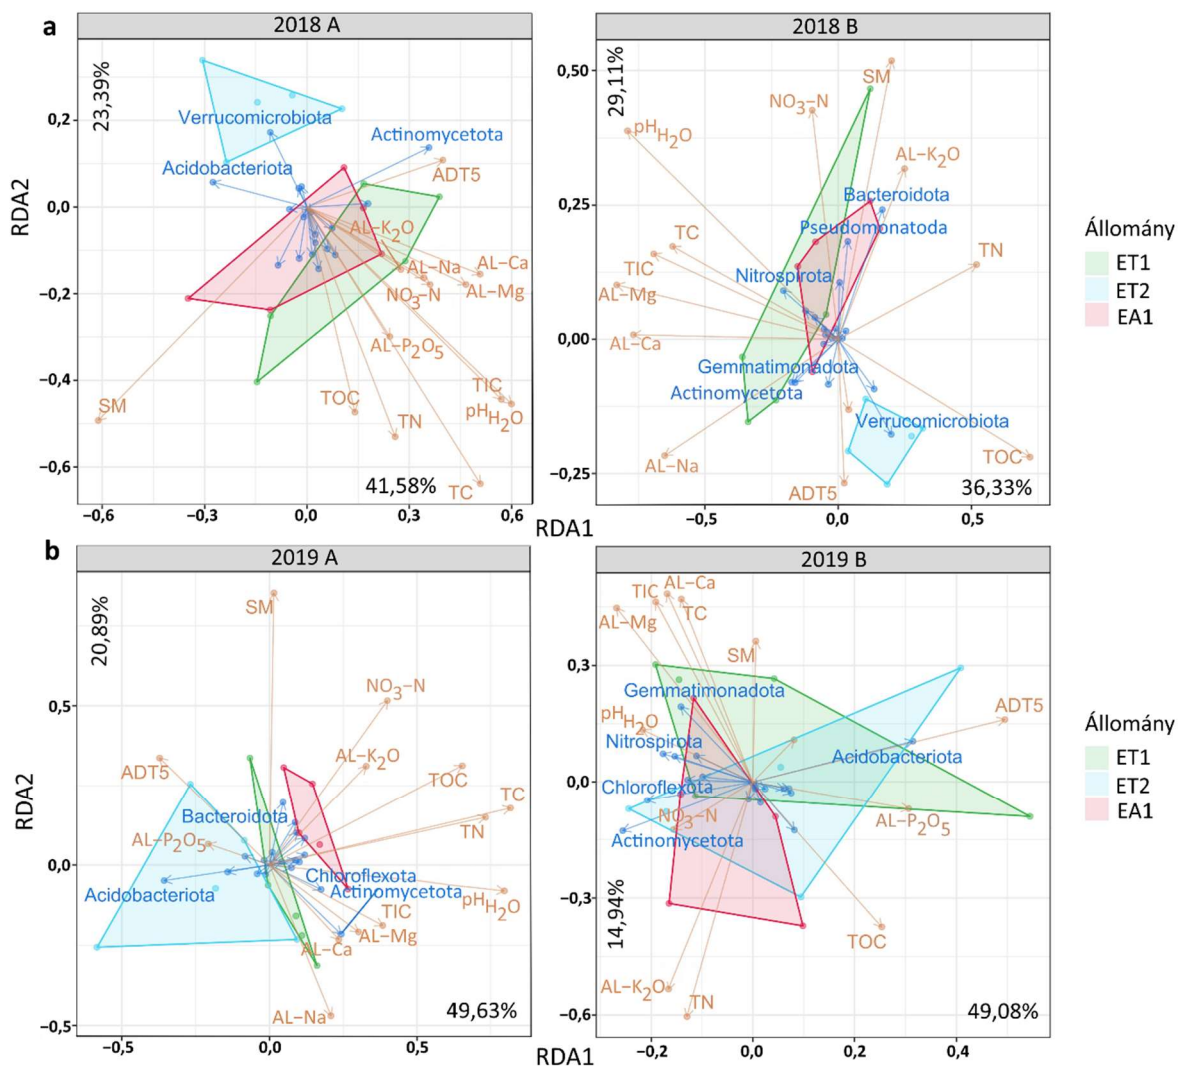 a
2018 A
23,39%
Verrucomicrobiota
Actinomycetota
Acidobacteriota
ADT5
AL−K2O
AL−Na
AL−Ca
AL−Mg
NO3−N
AL−P2O5
TIC
TOC
pHH2O
SM
TN
TC
41,58%
0,2
0,0
−0,2
−0,4
−0,6
−0,6
−0,3
0,0
0,3
0,6
RDA2
2018 B
29,11%
SM
NO3−N
pHH2O
AL−K2O
Bacteroidota
Pseudomonatoda
TC
TN
TIC
Nitrospirota
AL−Mg
AL−Ca
Gemmatimonadota
Actinomycetota
Verrucomicrobiota
AL−Na
TOC
ADT5
36,33%
0,50
0,25
0,00
−0,25
−0,5
0,0
0,5
RDA1
Állomány
ET1
ET2
EA1
b
2019 A
20,89%
SM
NO3−N
AL−K2O
ADT5
TOC
TC
Bacteroidota
TN
AL−P2O5
Chloroflexota
Acidobacteriota
Actinomycetota
pHH2O
TIC
AL−Mg
AL−Ca
AL−Na
49,63%
0,5
0,0
−0,5
−0,5
0,0
0,5
RDA2
2019 B
AL−Ca
TIC
TC
AL−Mg
SM
Gemmatimonadota
ADT5
pHH2O
Nitrospirota
Acidobacteriota
Chloroflexota
NO3−N
AL−P2O5
Actinomycetota
14,94%
TOC
AL−K2O
TN
49,08%
0,3
0,0
−0,3
−0,6
−0,2
0,0
0,2
0,4
RDA1
Állomány
ET1
ET2
EA1